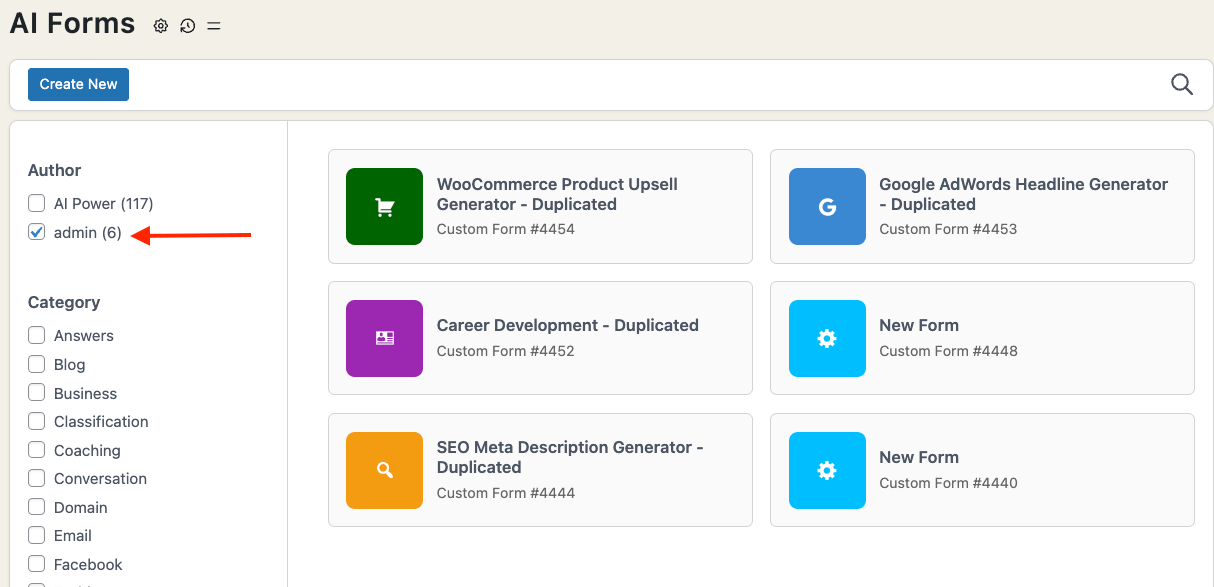 AI Forms
Create New
Author
AI Power (117)
admin (6)
Category
Answers
Blog
Business
Classification
Coaching
Conversation
Domain
Email
Facebook
WooCommerce Product Upsell
Generator - Duplicated
Custom Form #4454
Google AdWords Headline Generator
- Duplicated
Custom Form #4453
Career Development - Duplicated
Custom Form #4452
New Form
Custom Form #4448
SEO Meta Description Generator -
Duplicated
Custom Form #4444
New Form
Custom Form #4440